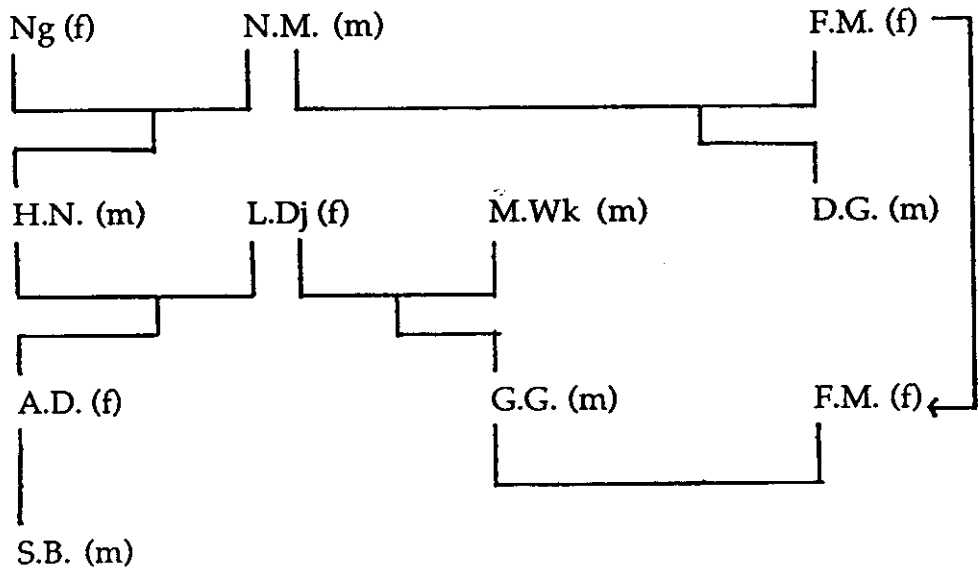 Ng (f) N.M. (m) F.M. (f)
H.N. (m) L.Dj (f) M.Wk (m) D.G. (m)
A.D. (f) G.G. (m) F.M. (f)
S.B. (m)